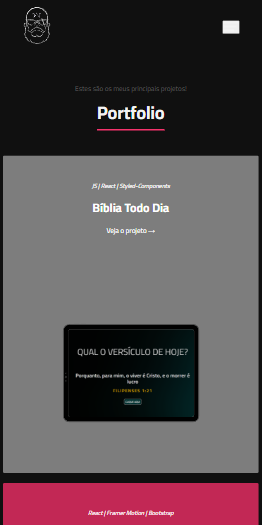 Estes são os meus principais projetos!
Portfolio
JS | React | Styled-Components
Bíblia Todo Dia
Veja o projeto →
QUAL O VERSÍCULO DE HOJE?
Porquanto, para mim, o viver é Cristo, e o morrer é
lucro
FILIPENSES 1:21
React | Framer Motion | Bootstrap